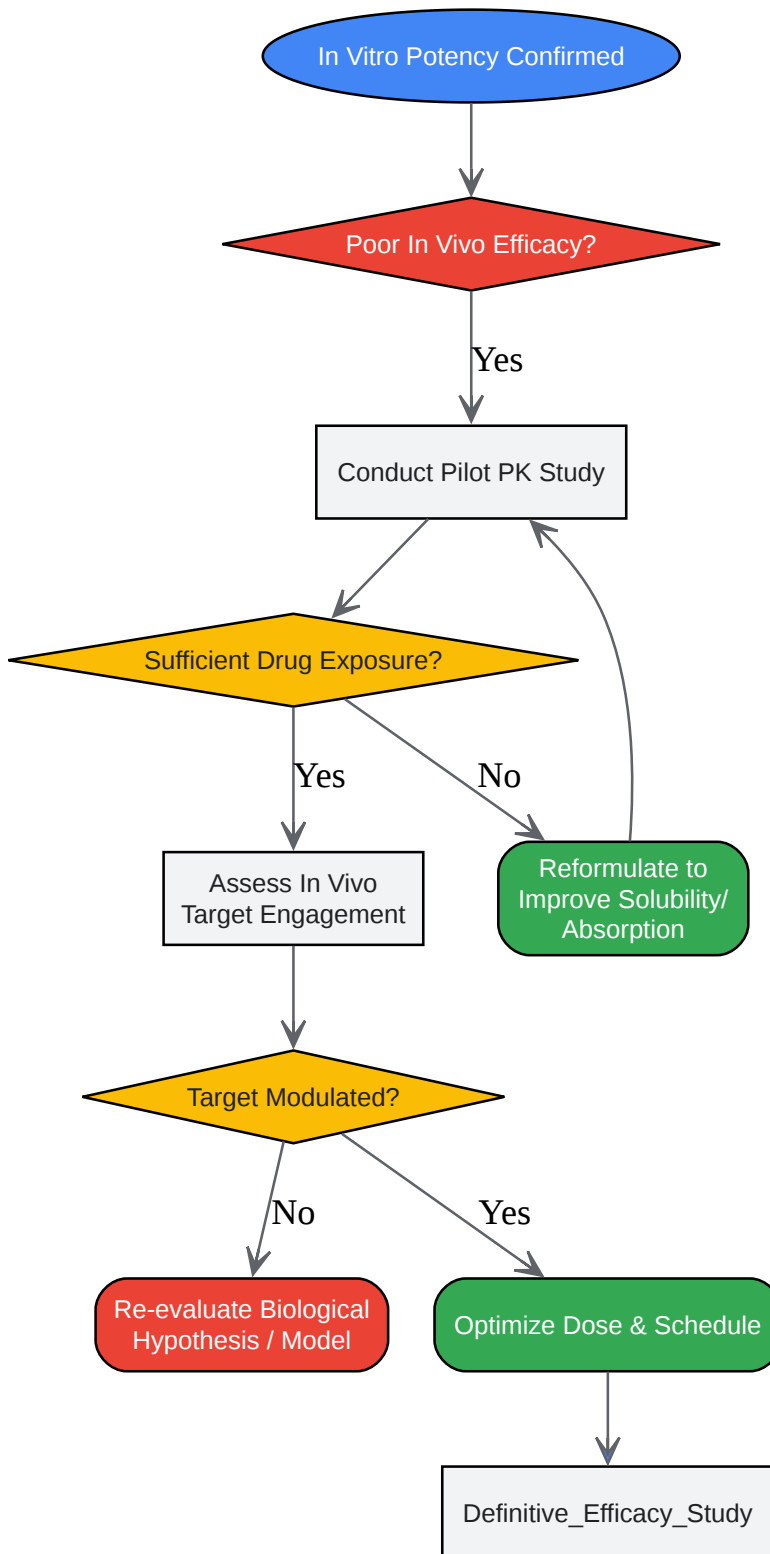 In Vitro Potency Confirmed
Poor In Vivo Efficacy?
Yes
Conduct Pilot PK Study
Sufficient Drug Exposure?
Yes
No
Assess In Vivo
Target Engagement
Reformulate to
Improve Solubility/
Absorption
Target Modulated?
No
Yes
Re-evaluate Biological
Hypothesis / Model
Optimize Dose & Schedule
Definitive_Efficacy_Study